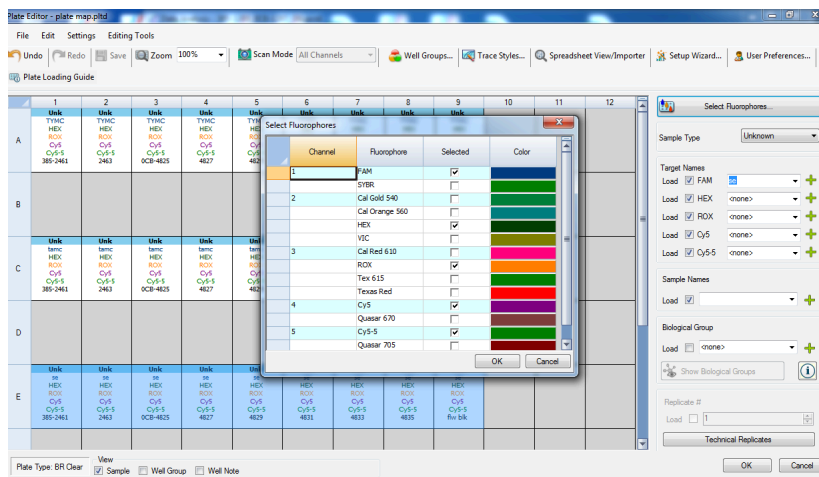 Plate Editor - plate map.pltd
File Edit Settings Editing Tools
Undo Redo Save Zoom 100% Scan Mode All Channels Well Groups... Trace Styles... Spreadsheet View/Importer Setup Wizard... User Preferences...
Plate Loading Guide
1 2 3 4 5 6 7 8 9 10 11 12
A
Unk Unk Unk Unk Unk Unk Unk Unk Unk
TYMC TYMC TYMC TYMC
HEX HEX HEX HEX HEX
ROX ROX ROX ROX ROX
Cy5 Cy5 Cy5 Cy5 Cy5
Cy5-5 Cy5-5 Cy5-5 Cy5-5
385-2461 2463 0CB-4825 4827
B
C
Unk Unk Unk Unk Unk
tamc tamc tamc tamc
HEX HEX HEX HEX HEX
ROX ROX ROX ROX ROX
Cy5 Cy5 Cy5 Cy5 Cy5
Cy5-5 Cy5-5 Cy5-5 Cy5-5
385-2461 2463 0CB-4825 4827
D
E
Unk Unk Unk Unk
se se se se se se se se se
HEX HEX HEX HEX HEX HEX HEX HEX HEX
ROX ROX ROX ROX ROX ROX ROX ROX ROX
Cy5 Cy5 Cy5 Cy5 Cy5 Cy5 Cy5 Cy5 Cy5
Cy5-5 Cy5-5 Cy5-5 Cy5-5 Cy5-5 Cy5-5 Cy5-5 Cy5-5 Cy5-5
385-2461 2463 0CB-4825 4827 4829 4831 4833 4835 flw blk
Select Fluorophores
Channel Fluorophore Selected Color
1 FAM
SYBR
2 Cal Gold 540
Cal Orange 560
HEX
VIC
3 Cal Red 610
ROX
Tex 615
Texas Red
4 Cy5
Quasar 670
5 Cy5-5
Quasar 705
OK Cancel
Select Fluorophores...
Sample Type Unknown
Target Names
Load FAM se
Load HEX <none>
Load ROX <none>
Load Cy5 <none>
Load Cy5-5 <none>
Sample Names
Load
Biological Group
Load <none>
Show Biological Groups
Replicate #
Load 1
Technical Replicates
Plate Type: BR Clear
View
Sample Well Group Well Note
OK Cancel